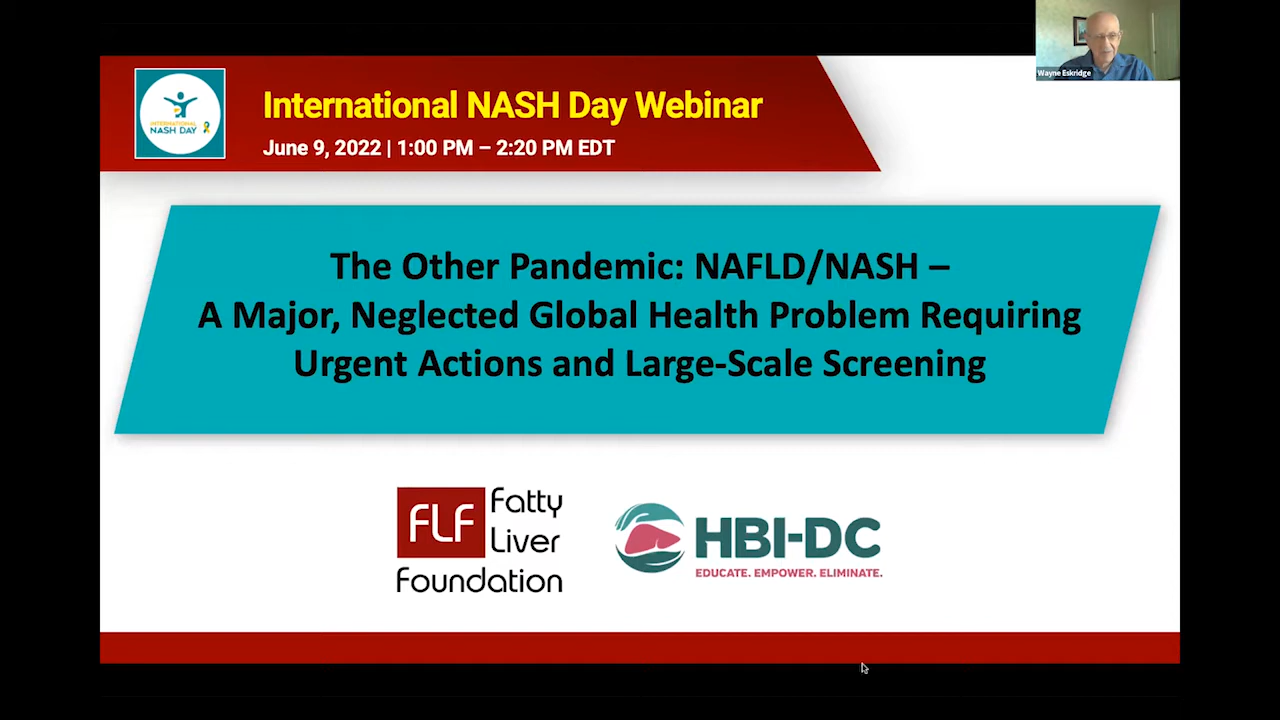 Wayne Eskridge
INTERNATIONAL
NASH DAY
International NASH Day Webinar
June 9, 2022 | 1:00 PM – 2:20 PM EDT
The Other Pandemic: NAFLD/NASH –
A Major, Neglected Global Health Problem Requiring
Urgent Actions and Large-Scale Screening
FLF Fatty
Liver
Foundation
HBI-DC
EDUCATE. EMPOWER. ELIMINATE.